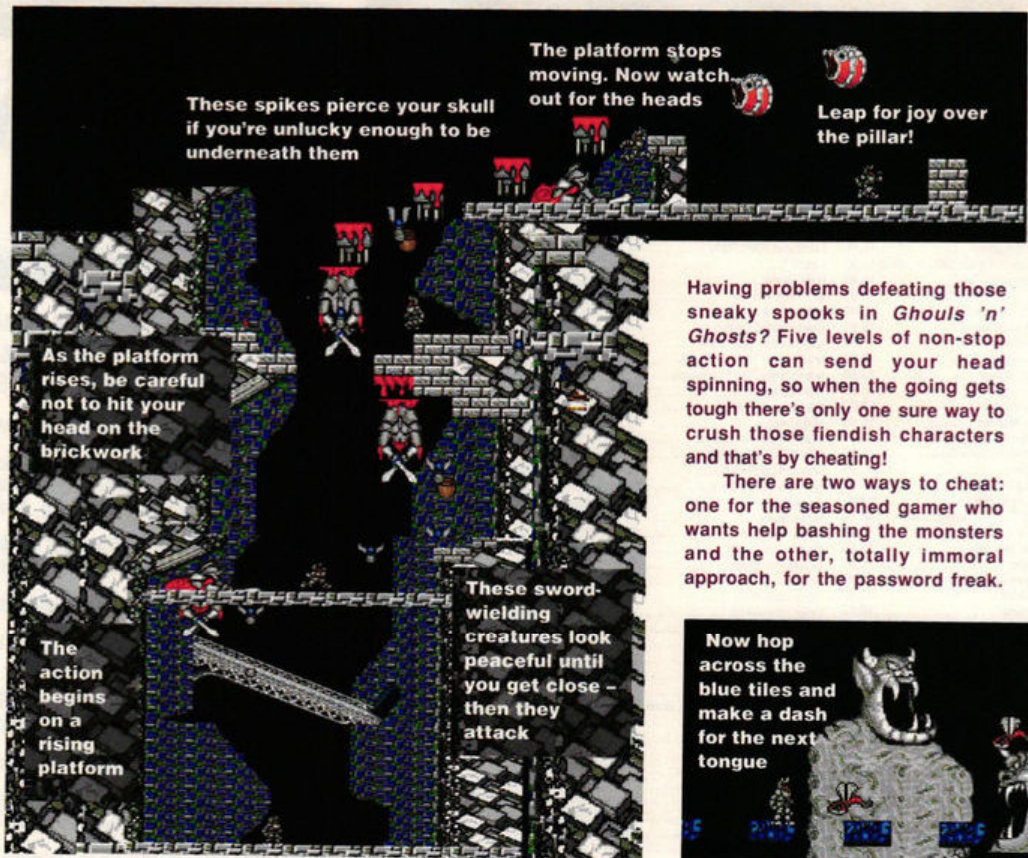 The platform stops
moving. Now watch
out for the heads
These spikes pierce your skull
if you're unlucky enough to be
underneath them
Leap for joy over
the pillar!
As the platform
rises, be careful
not to hit your
head on the
brickwork
The
action
begins
on a
rising
platform
These sword-
wielding
creatures look
peaceful until
you get close –
then they
attack
Having problems defeating those
sneaky spooks in Ghouls 'n'
Ghosts? Five levels of non-stop
action can send your head
spinning, so when the going gets
tough there's only one sure way to
crush those fiendish characters
and that's by cheating!
There are two ways to cheat:
one for the seasoned gamer who
wants help bashing the monsters
and the other, totally immoral
approach, for the password freak.
Now hop
across the
blue tiles and
make a dash
for the next
tongue